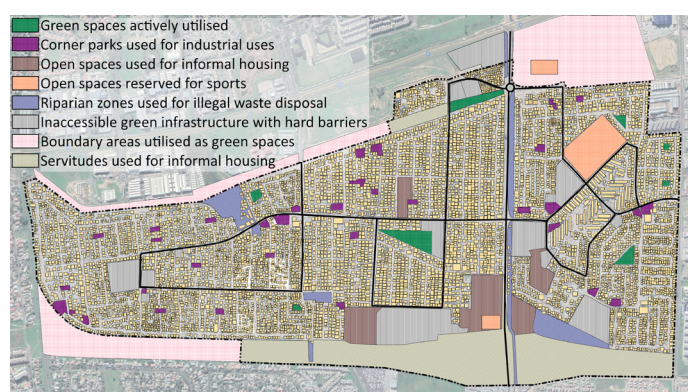 Green spaces actively utilised
Corner parks used for industrial uses
Open spaces used for informal housing
Open spaces reserved for sports
Riparian zones used for illegal waste disposal
Inaccessible green infrastructure with hard barriers
Boundary areas utilised as green spaces
Servitudes used for informal housing